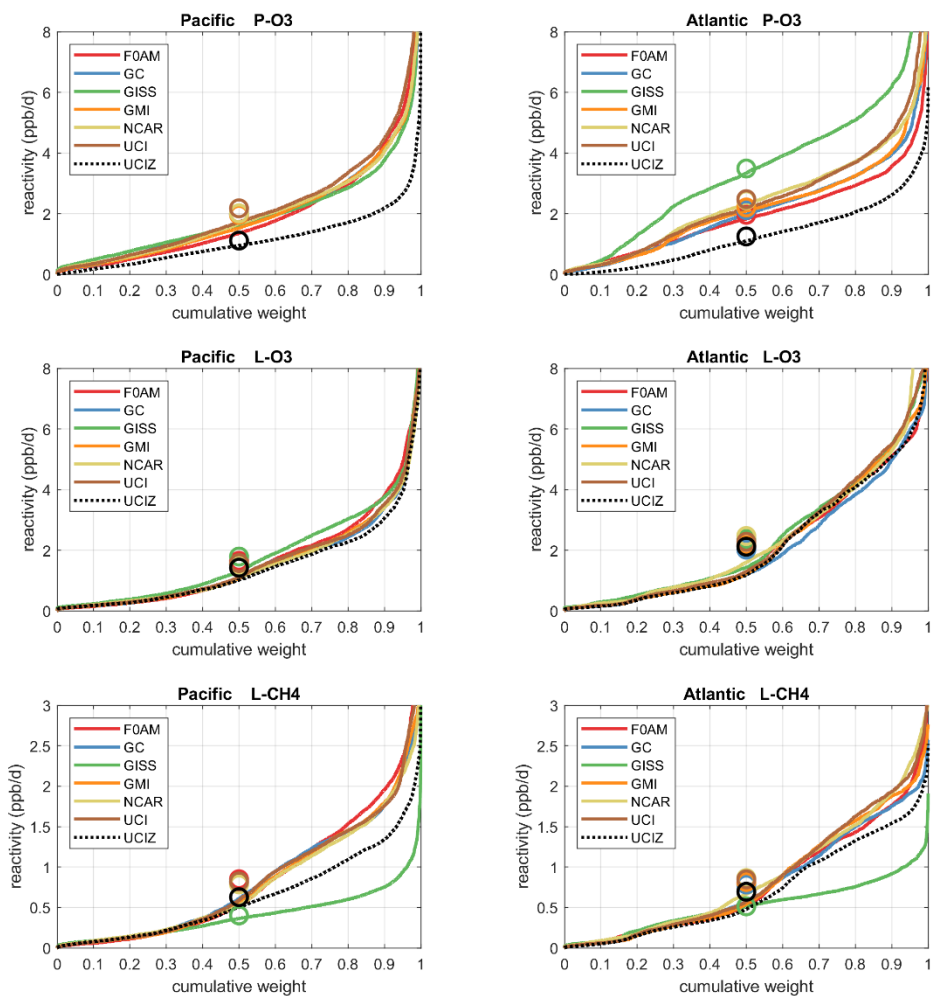 Pacific P-O3
reactivity (ppb/d)
8
6
4
2
0
F0AM
GC
GISS
GMI
NCAR
UCI
UCIZ
0 0.1 0.2 0.3 0.4 0.5 0.6 0.7 0.8 0.9 1
cumulative weight
Atlantic P-O3
reactivity (ppb/d)
8
6
4
2
0
F0AM
GC
GISS
GMI
NCAR
UCI
UCIZ
0 0.1 0.2 0.3 0.4 0.5 0.6 0.7 0.8 0.9 1
cumulative weight
Pacific L-O3
reactivity (ppb/d)
8
6
4
2
0
F0AM
GC
GISS
GMI
NCAR
UCI
UCIZ
0 0.1 0.2 0.3 0.4 0.5 0.6 0.7 0.8 0.9 1
cumulative weight
Atlantic L-O3
reactivity (ppb/d)
8
6
4
2
0
F0AM
GC
GISS
GMI
NCAR
UCI
UCIZ
0 0.1 0.2 0.3 0.4 0.5 0.6 0.7 0.8 0.9 1
cumulative weight
Pacific L-CH4
reactivity (ppb/d)
3
2.5
2
1.5
1
0.5
0
F0AM
GC
GISS
GMI
NCAR
UCI
UCIZ
0 0.1 0.2 0.3 0.4 0.5 0.6 0.7 0.8 0.9 1
cumulative weight
Atlantic L-CH4
reactivity (ppb/d)
3
2.5
2
1.5
1
0.5
0
F0AM
GC
GISS
GMI
NCAR
UCI
UCIZ
0 0.1 0.2 0.3 0.4 0.5 0.6 0.7 0.8 0.9 1
cumulative weight